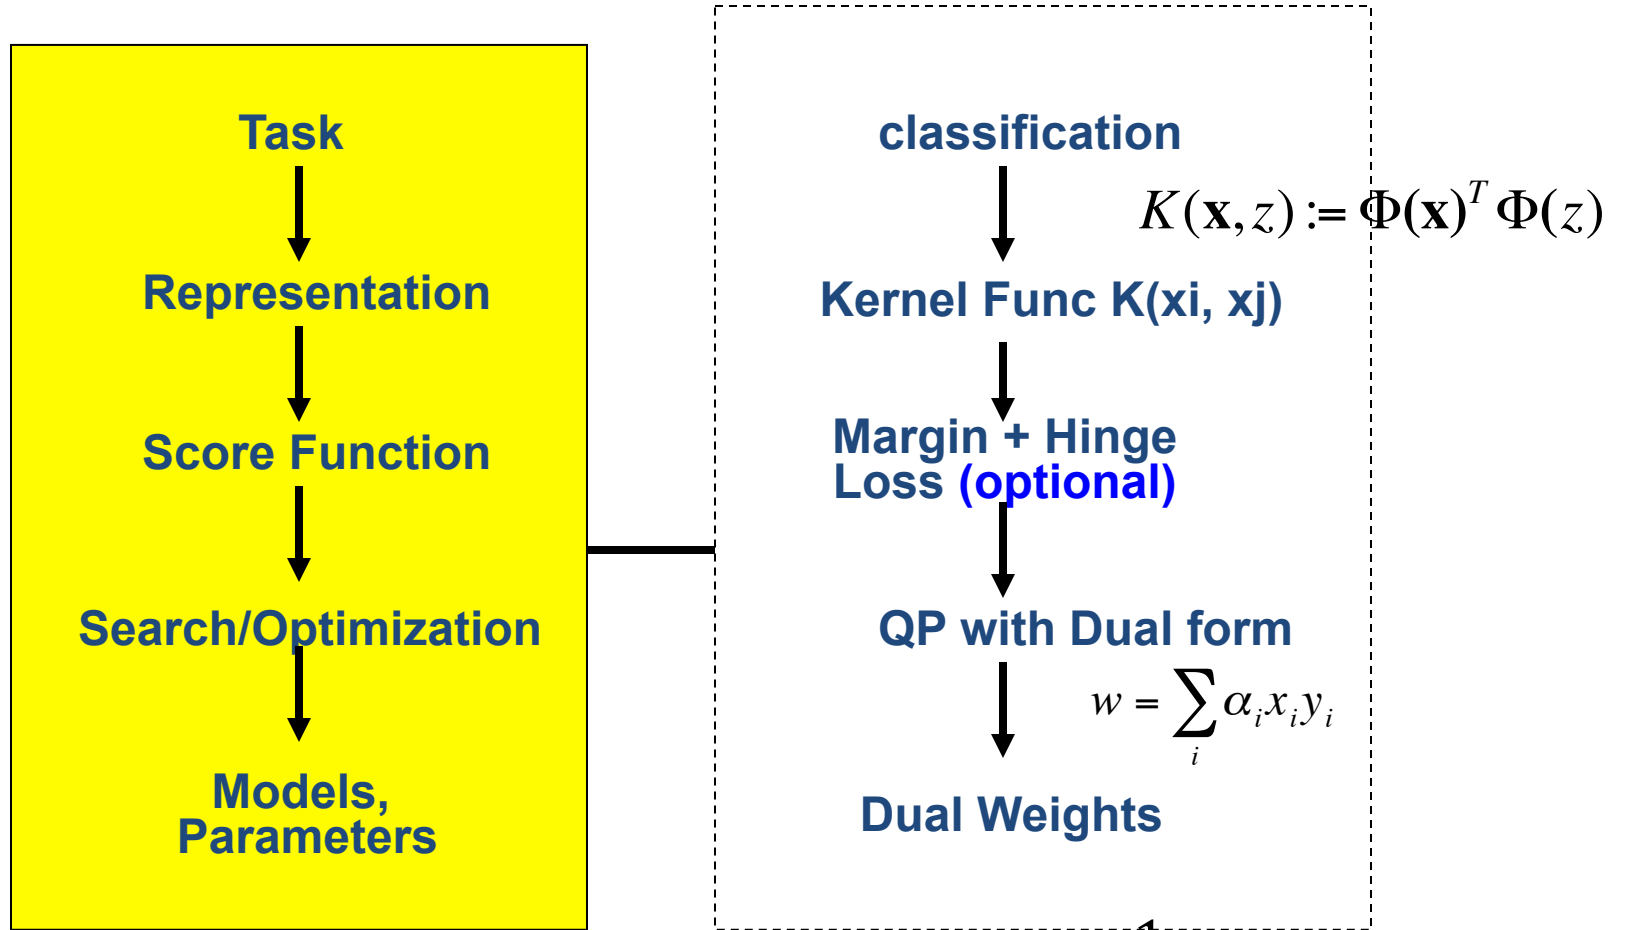 Task
Representation
Score Function
Search/Optimization
Models,
Parameters
classification
K(x,z) := Φ(x)^T Φ(z)
Kernel Func K(xi, xj)
Margin + Hinge
Loss (optional)
QP with Dual form
w = ∑_i α_i x_i y_i
Dual Weights